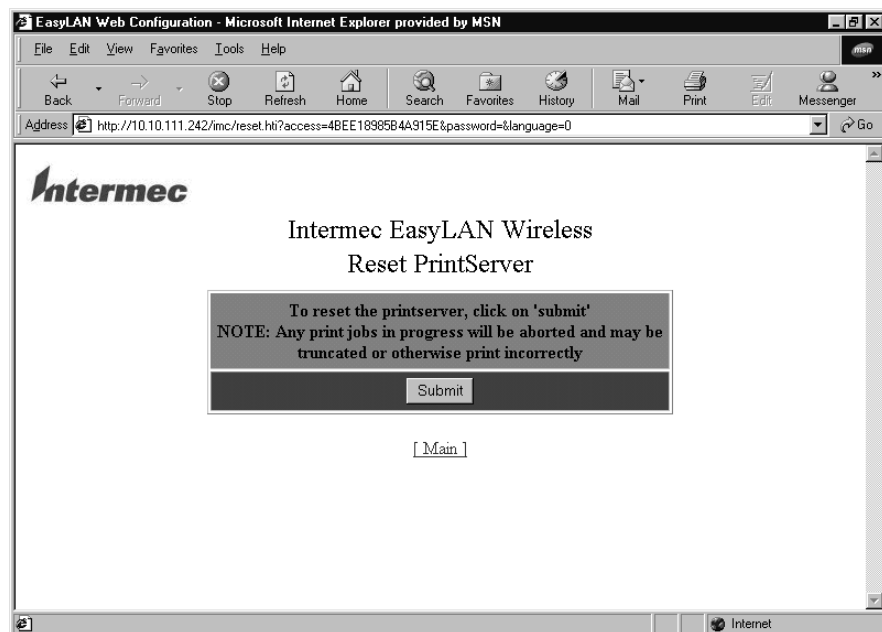 EasyLAN Web Configuration - Microsoft Internet Explorer provided by MSN
File Edit View Favorites Tools Help
msn
Back Forward Stop Refresh Home Search Favorites History Mail Print Edit Messenger »
Address http://10.10.111.242/imc/reset.hti?access=4BEE18985B4A915E&password=&language=0 Go
Intermec
Intermec EasyLAN Wireless
Reset PrintServer
To reset the printserver, click on 'submit'
NOTE: Any print jobs in progress will be aborted and may be
truncated or otherwise print incorrectly
Submit
[ Main ]
Internet